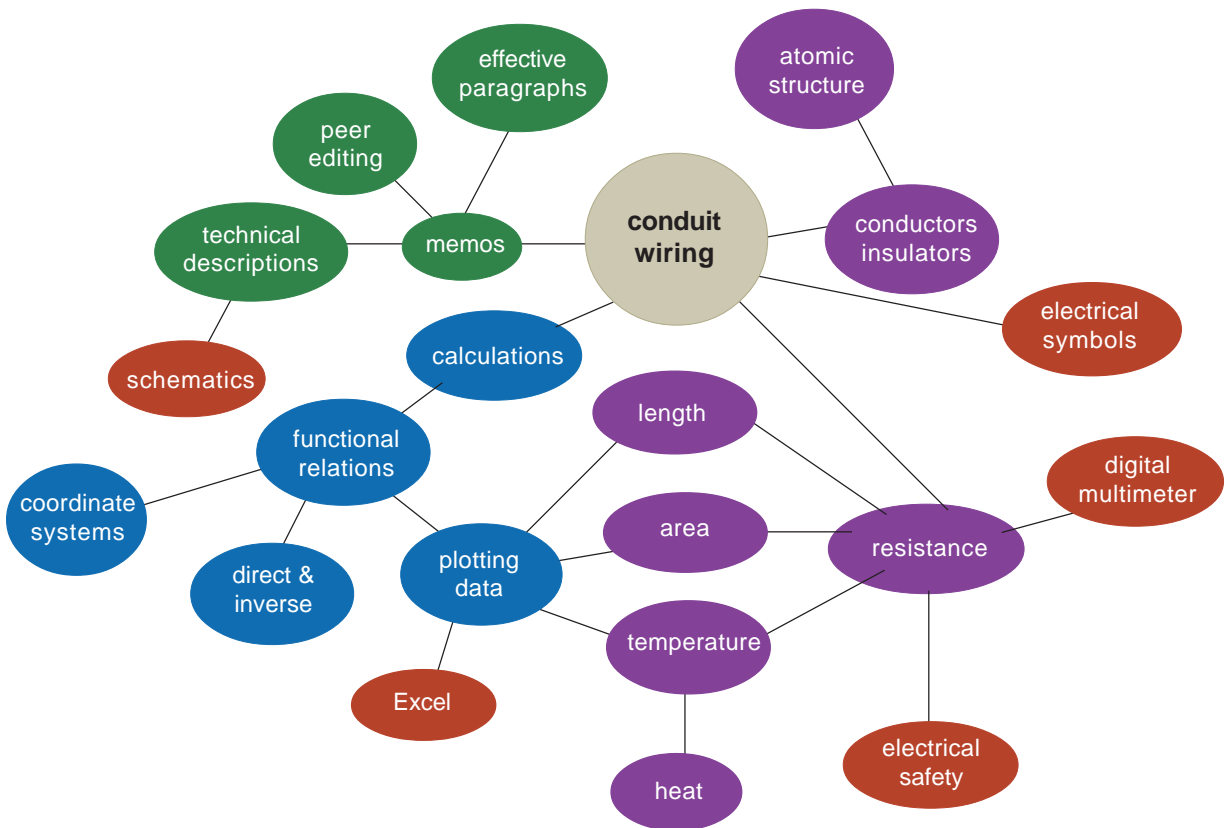 effective
paragraphs
atomic
structure
peer
editing
conduit
wiring
technical
descriptions
memos
conductors
insulators
electrical
symbols
calculations
schematics
length
functional
relations
digital
multimeter
coordinate
systems
area
resistance
plotting
data
direct &
inverse
temperature
Excel
electrical
safety
heat